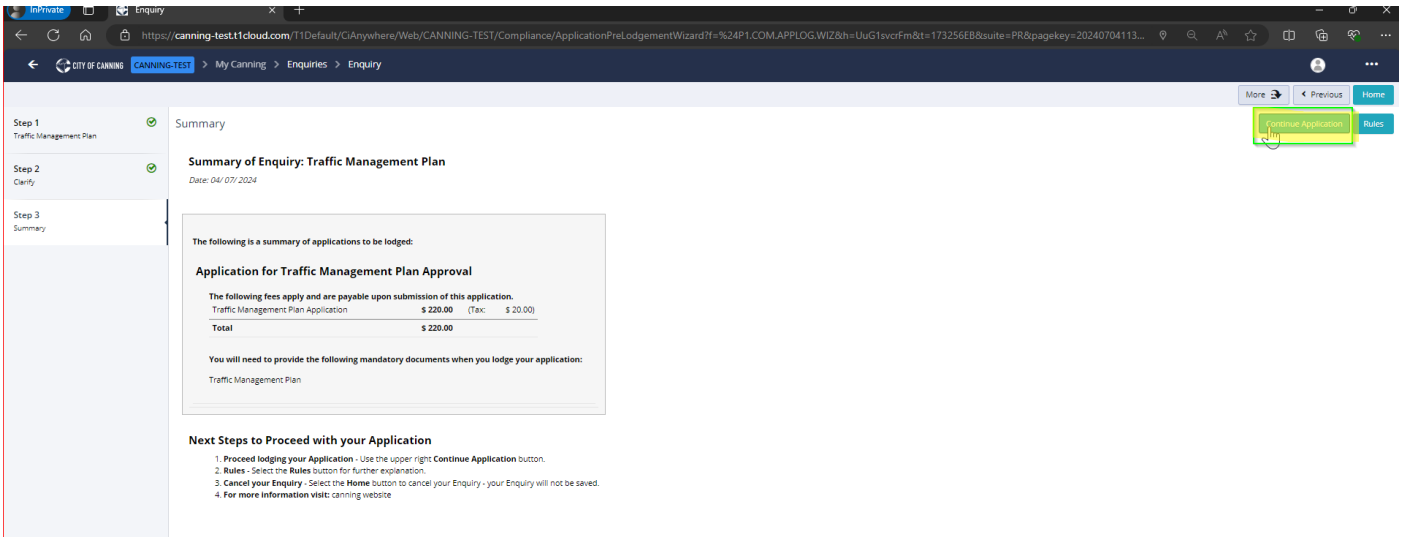 InPrivate
Enquiry
https://canning-test.t1cloud.com/T1Default/CiAnywhere/Web/CANNING-TEST/Compliance/ApplicationPreLodgementWizard?f=%24P1.COM.APPLOG.WIZ&h=UuG1svcrFm&t=173256EB&suite=PR&pagekey=20240704113...
CITY OF CANNING CANNING-TEST > My Canning > Enquiries > Enquiry
More Previous Home
Step 1
Traffic Management Plan
Step 2
Clarify
Step 3
Summary
Summary
Continue Application Rules
Summary of Enquiry: Traffic Management Plan
Date: 04/07/2024
The following is a summary of applications to be lodged:
Application for Traffic Management Plan Approval
The following fees apply and are payable upon submission of this application.
Traffic Management Plan Application $ 220.00 (Tax: $ 20.00)
Total $ 220.00
You will need to provide the following mandatory documents when you lodge your application:
Traffic Management Plan
Next Steps to Proceed with your Application
1. Proceed lodging your Application - Use the upper right Continue Application button.
2. Rules - Select the Rules button for further explanation.
3. Cancel your Enquiry - Select the Home button to cancel your Enquiry - your Enquiry will not be saved.
4. For more information visit: canning website